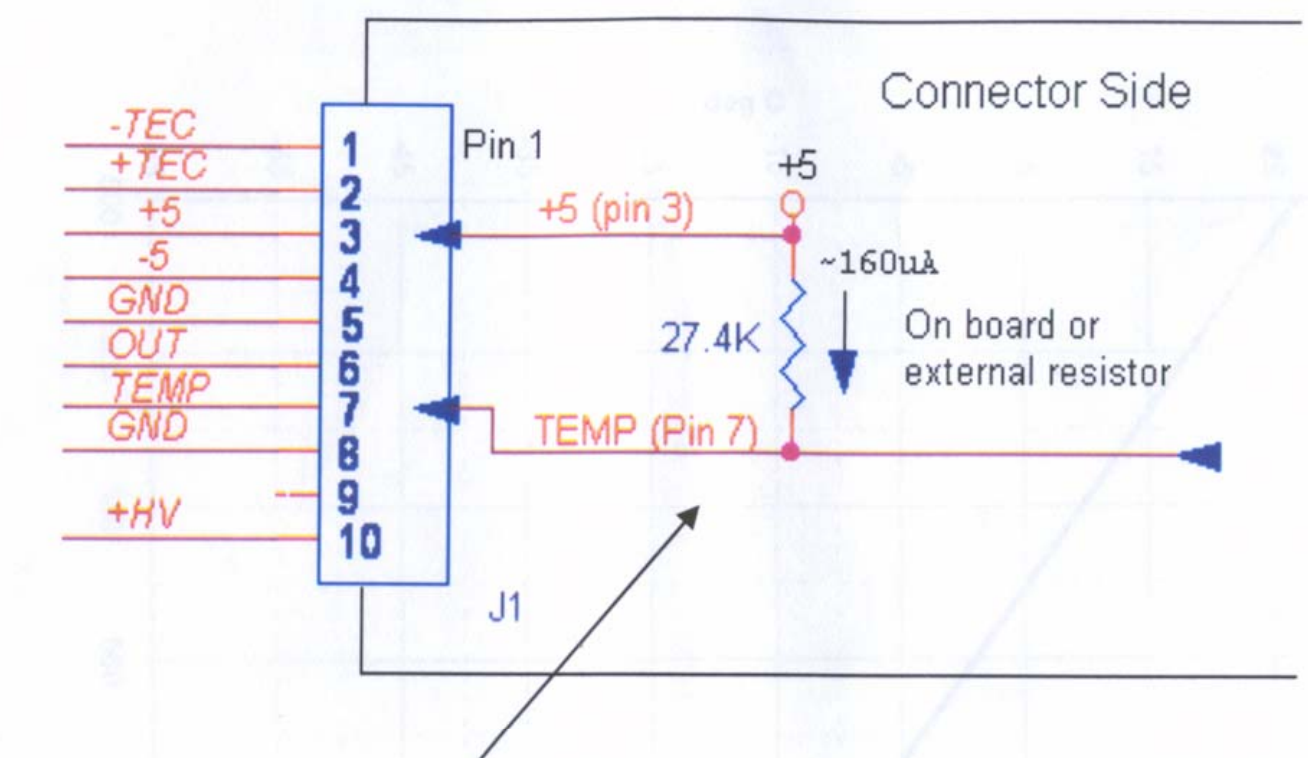 Connector Side
-TEC
1
Pin 1
+TEC
2
+5
+5
3
+5 (pin 3)
-5
4
~160uA
GND
5
27.4K
On board or
external resistor
OUT
6
TEMP
7
TEMP (Pin 7)
GND
8
9
+HV
10
J1